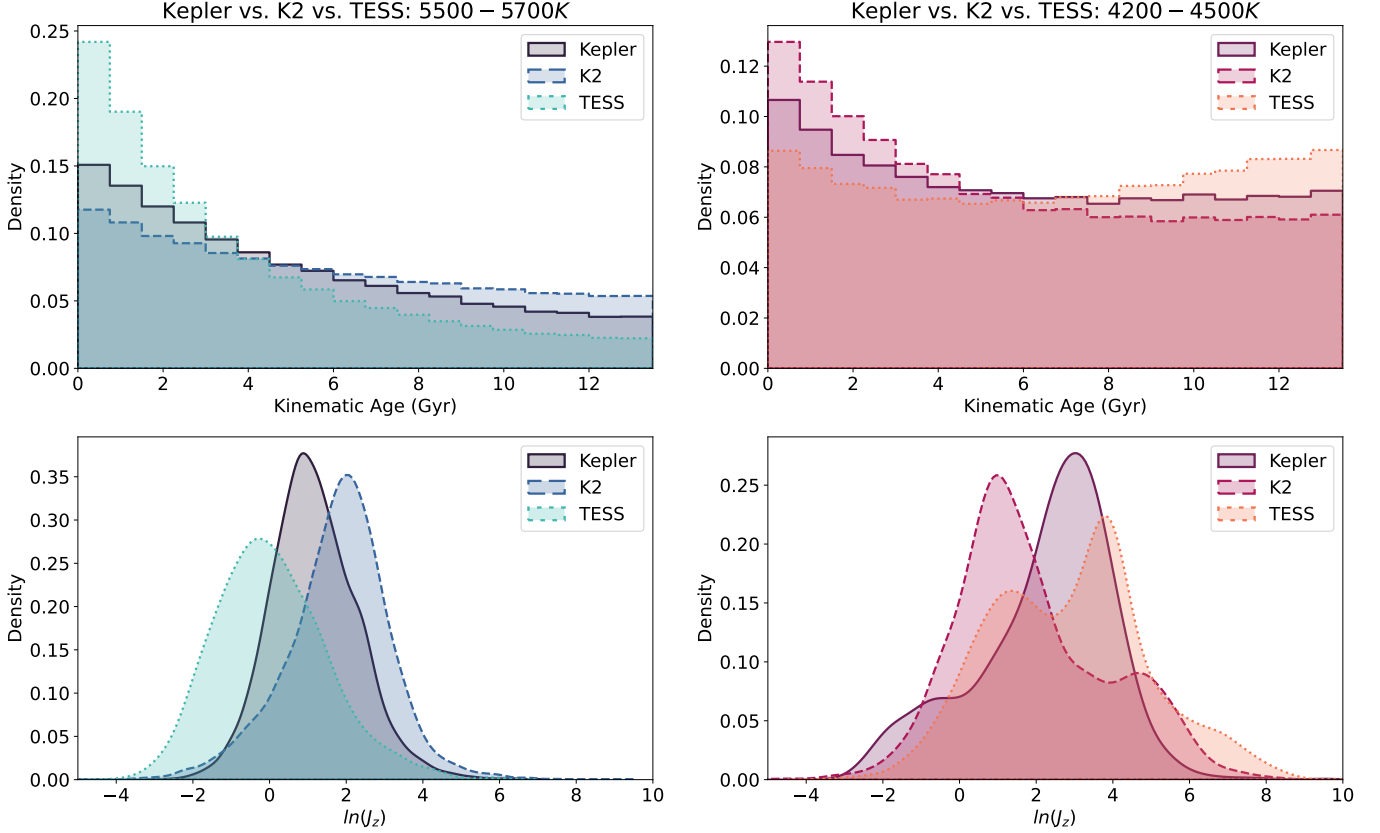 Kepler vs. K2 vs. TESS: 5500 − 5700K
0.25
0.20
0.15
0.10
0.05
0.00
Density
Kepler
K2
TESS
0 2 4 6 8 10 12
Kinematic Age (Gyr)
Kepler vs. K2 vs. TESS: 4200 − 4500K
0.12
0.10
0.08
0.06
0.04
0.02
0.00
Density
Kepler
K2
TESS
0 2 4 6 8 10 12
Kinematic Age (Gyr)
0.35
0.30
0.25
0.20
0.15
0.10
0.05
0.00
Density
Kepler
K2
TESS
−4 −2 0 2 4 6 8 10
ln(J_z)
0.25
0.20
0.15
0.10
0.05
0.00
Density
Kepler
K2
TESS
−4 −2 0 2 4 6 8 10
ln(J_z)